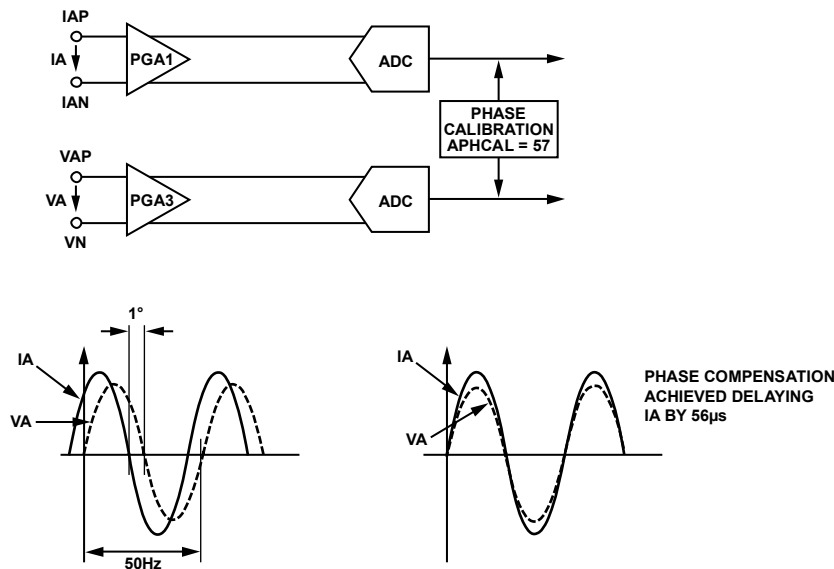 IAP
IA
IAN
PGA1
ADC
PHASE
CALIBRATION
APHCAL = 57
VAP
VA
VN
PGA3
ADC
1°
IA
VA
50Hz
IA
VA
PHASE COMPENSATION
ACHIEVED DELAYING
IA BY 56µs